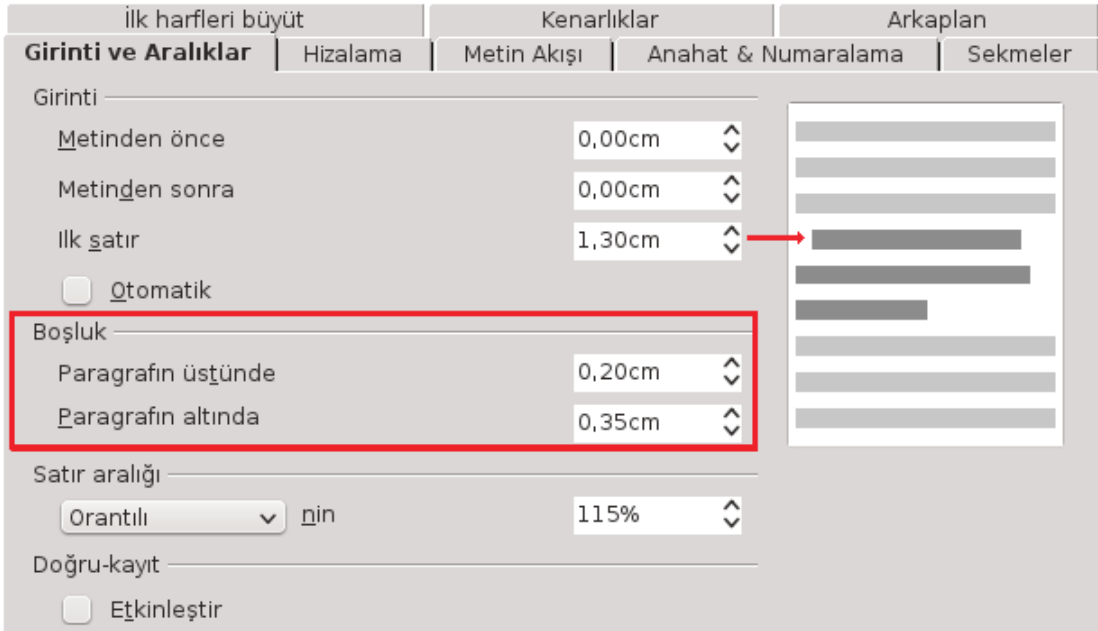 İlk harfleri büyüt Kenarlıklar Arkaplan
Girinti ve Aralıklar Hizalama Metin Akışı Anahat & Numaralama Sekmeler
Girinti
Metinden önce 0,00cm
Metinden sonra 0,00cm
Ilk satır 1,30cm
Otomatik
Boşluk
Paragrafın üstünde 0,20cm
Paragrafın altında 0,35cm
Satır aralığı
Orantılı nin 115%
Doğru-kayıt
Etkinleştir